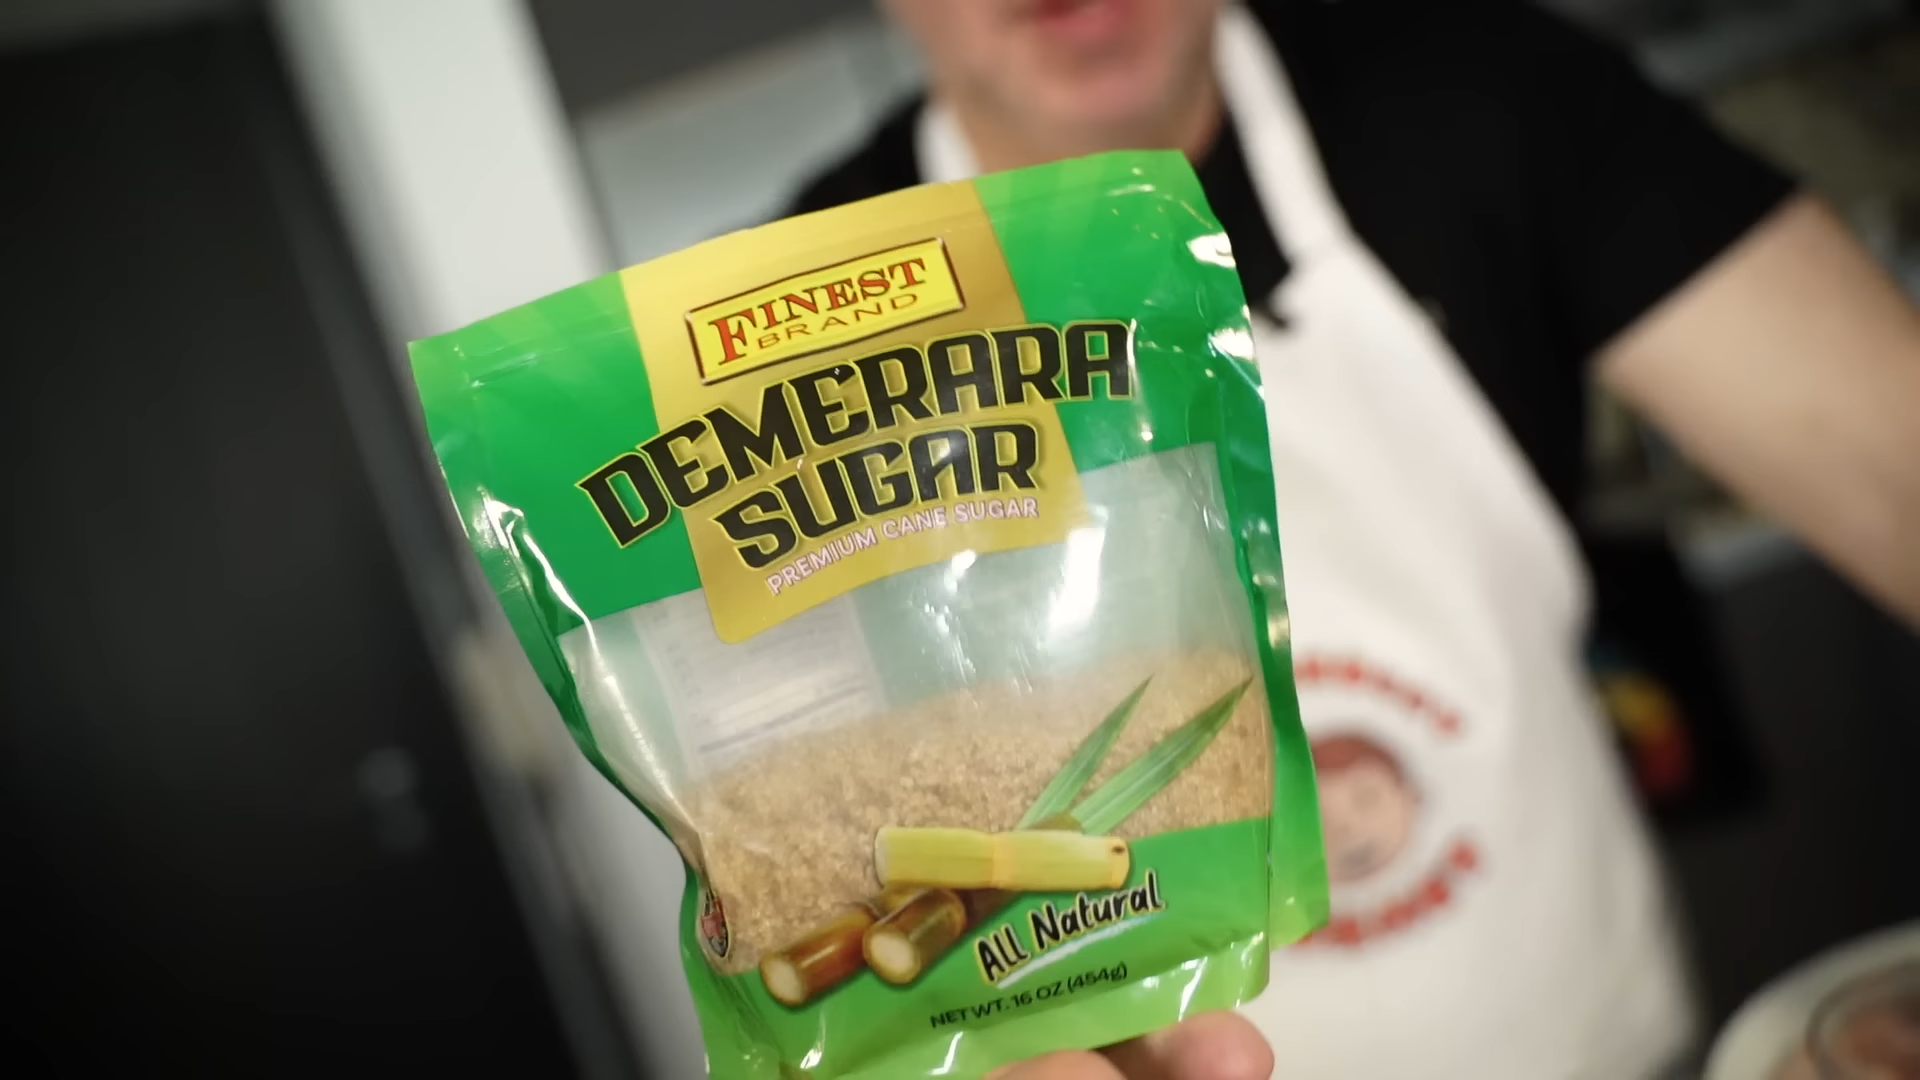 FINEST
BRAND
DEMERARA
SUGAR
PREMIUM CANE SUGAR
ALL Natural
NET WT. 16 OZ (454g)